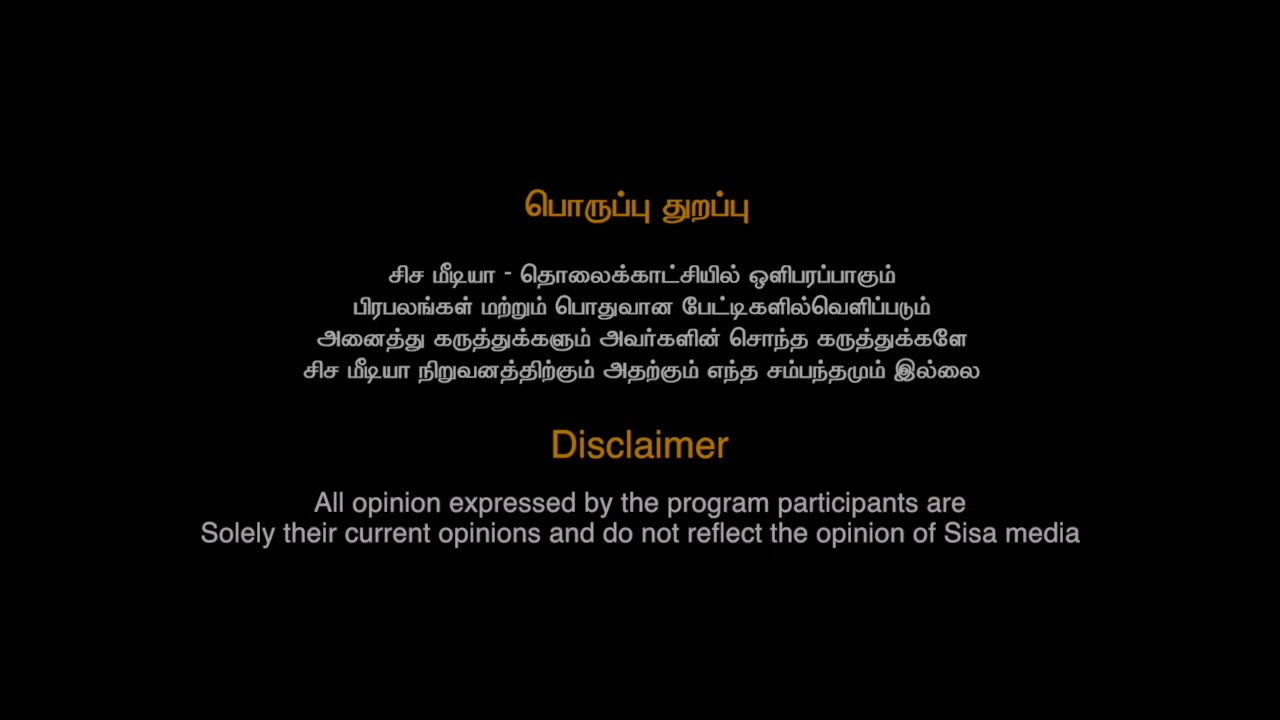 பொருப்பு துறப்பு
சிச மீடியா - தொலைக்காட்சியில் ஒளிபரப்பாகும்
பிரபலங்கள் மற்றும் பொதுவான பேட்டிகளில்வெளிப்படும்
அனைத்து கருத்துக்களும் அவர்களின் சொந்த கருத்துக்களே
சிச மீடியா நிறுவனத்திற்கும் அதற்கும் எந்த சம்பந்தமும் இல்லை
Disclaimer
All opinion expressed by the program participants are
Solely their current opinions and do not reflect the opinion of Sisa media